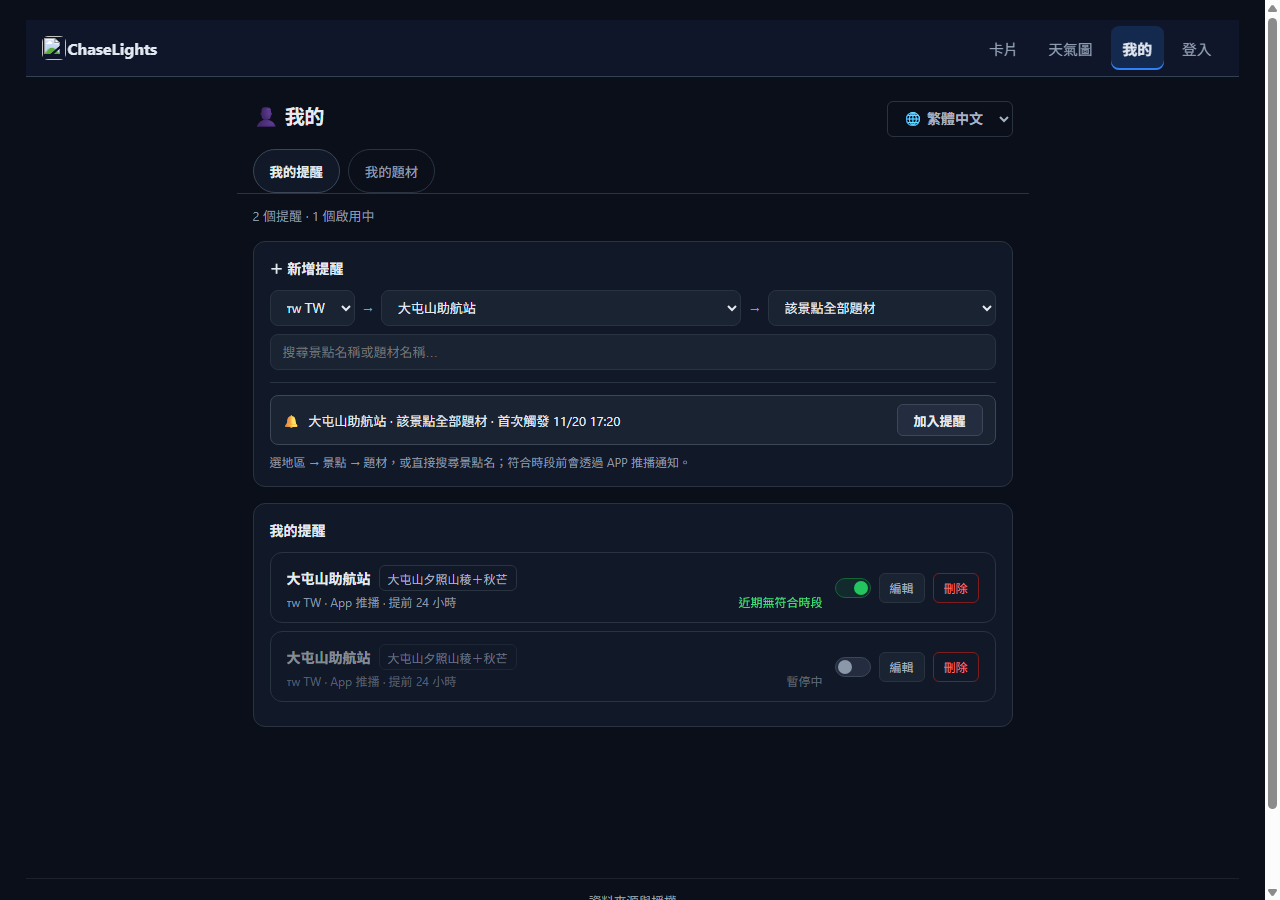 ChaseLights
卡片 天氣圖 我的 登入
👤 我的
🌐 繁體中文
我的提醒 我的題材
2 個提醒 · 1 個啟用中
＋ 新增提醒
TW TW → 大屯山助航站 → 該景點全部題材
搜尋景點名稱或題材名稱…
🔔 大屯山助航站 · 該景點全部題材 · 首次觸發 11/20 17:20 加入提醒
選地區 → 景點 → 題材，或直接搜尋景點名；符合時段前會透過 APP 推播通知。
我的提醒
大屯山助航站 大屯山夕照山稜＋秋芒
TW TW · App 推播 · 提前 24 小時 近期無符合時段 編輯 刪除
大屯山助航站 大屯山夕照山稜＋秋芒
TW TW · App 推播 · 提前 24 小時 暫停中 編輯 刪除
資料來源與授權